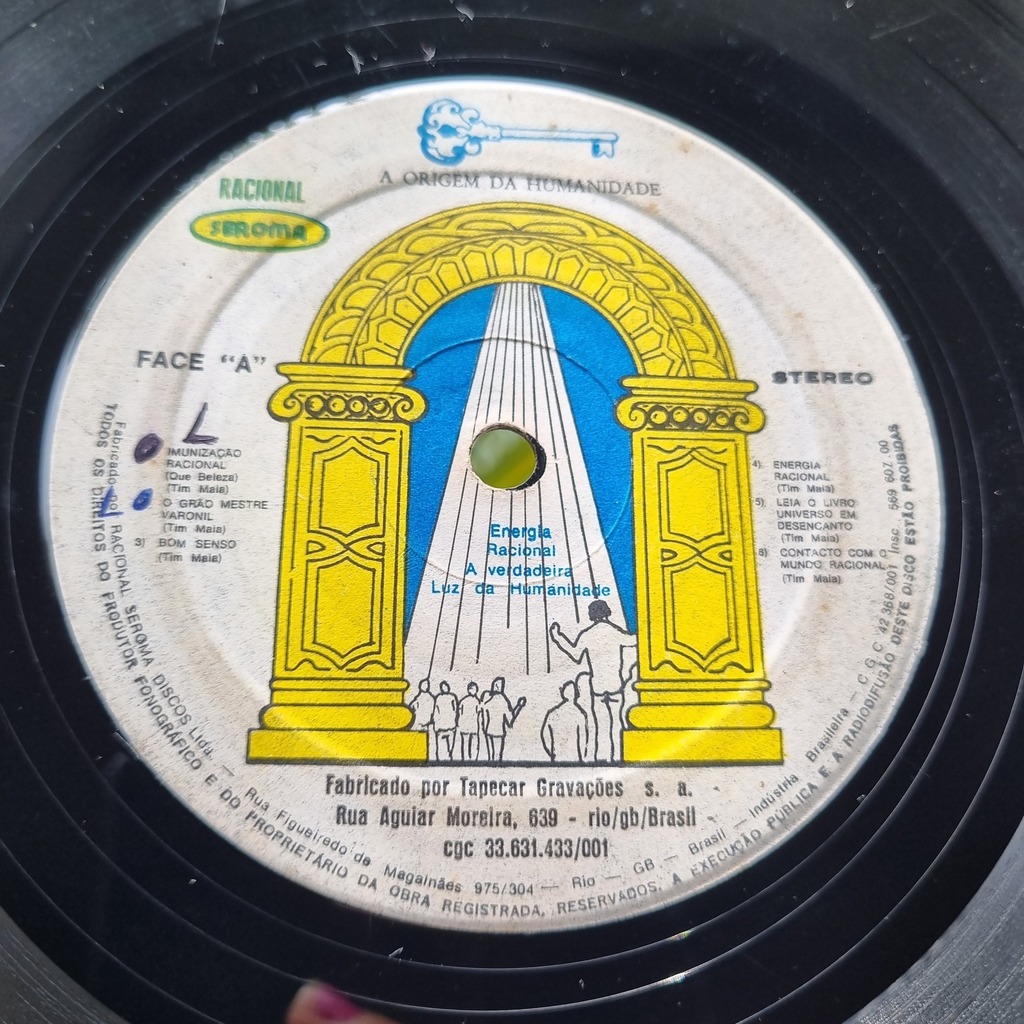 A ORIGEM DA HUMANIDADE
RACIONAL
SEROMA
FACE "A"
STEREO
IMUNIZAÇÃO
RACIONAL
(Que Beleza)
(Tim Maia)
O GRÃO MESTRE
VARONIL
(Tim Maia)
3) BOM SENSO
(Tim Maia)
4) ENERGIA
RACIONAL
(Tim Maia)
5) LEIA O LIVRO
UNIVERSO EM
DESENCANTO
(Tim Maia)
6) CONTACTO COM O
MUNDO RACIONAL
(Tim Maia)
Energia
Racional
A verdadeira
Luz da Humanidade
Fabricado por Tapecar Gravações s. a.
Rua Aguiar Moreira, 639 - rio/gb/Brasil
cgc 33.631.433/001
Fabricado por RACIONAL SEROMA DISCOS Ltda. — Rua Figueiredo de Magalhães 975/304 — Rio — GB — Brasil — Indústria Brasileira — C G C 42 368/001 Insc. 569 607 00
TODOS OS DIREITOS DO PRODUTOR FONOGRÁFICO E DO PROPRIETÁRIO DA OBRA REGISTRADA, RESERVADOS. A EXECUÇÃO PÚBLICA E A RADIODIFUSÃO DESTE DISCO ESTÃO PROIBIDAS